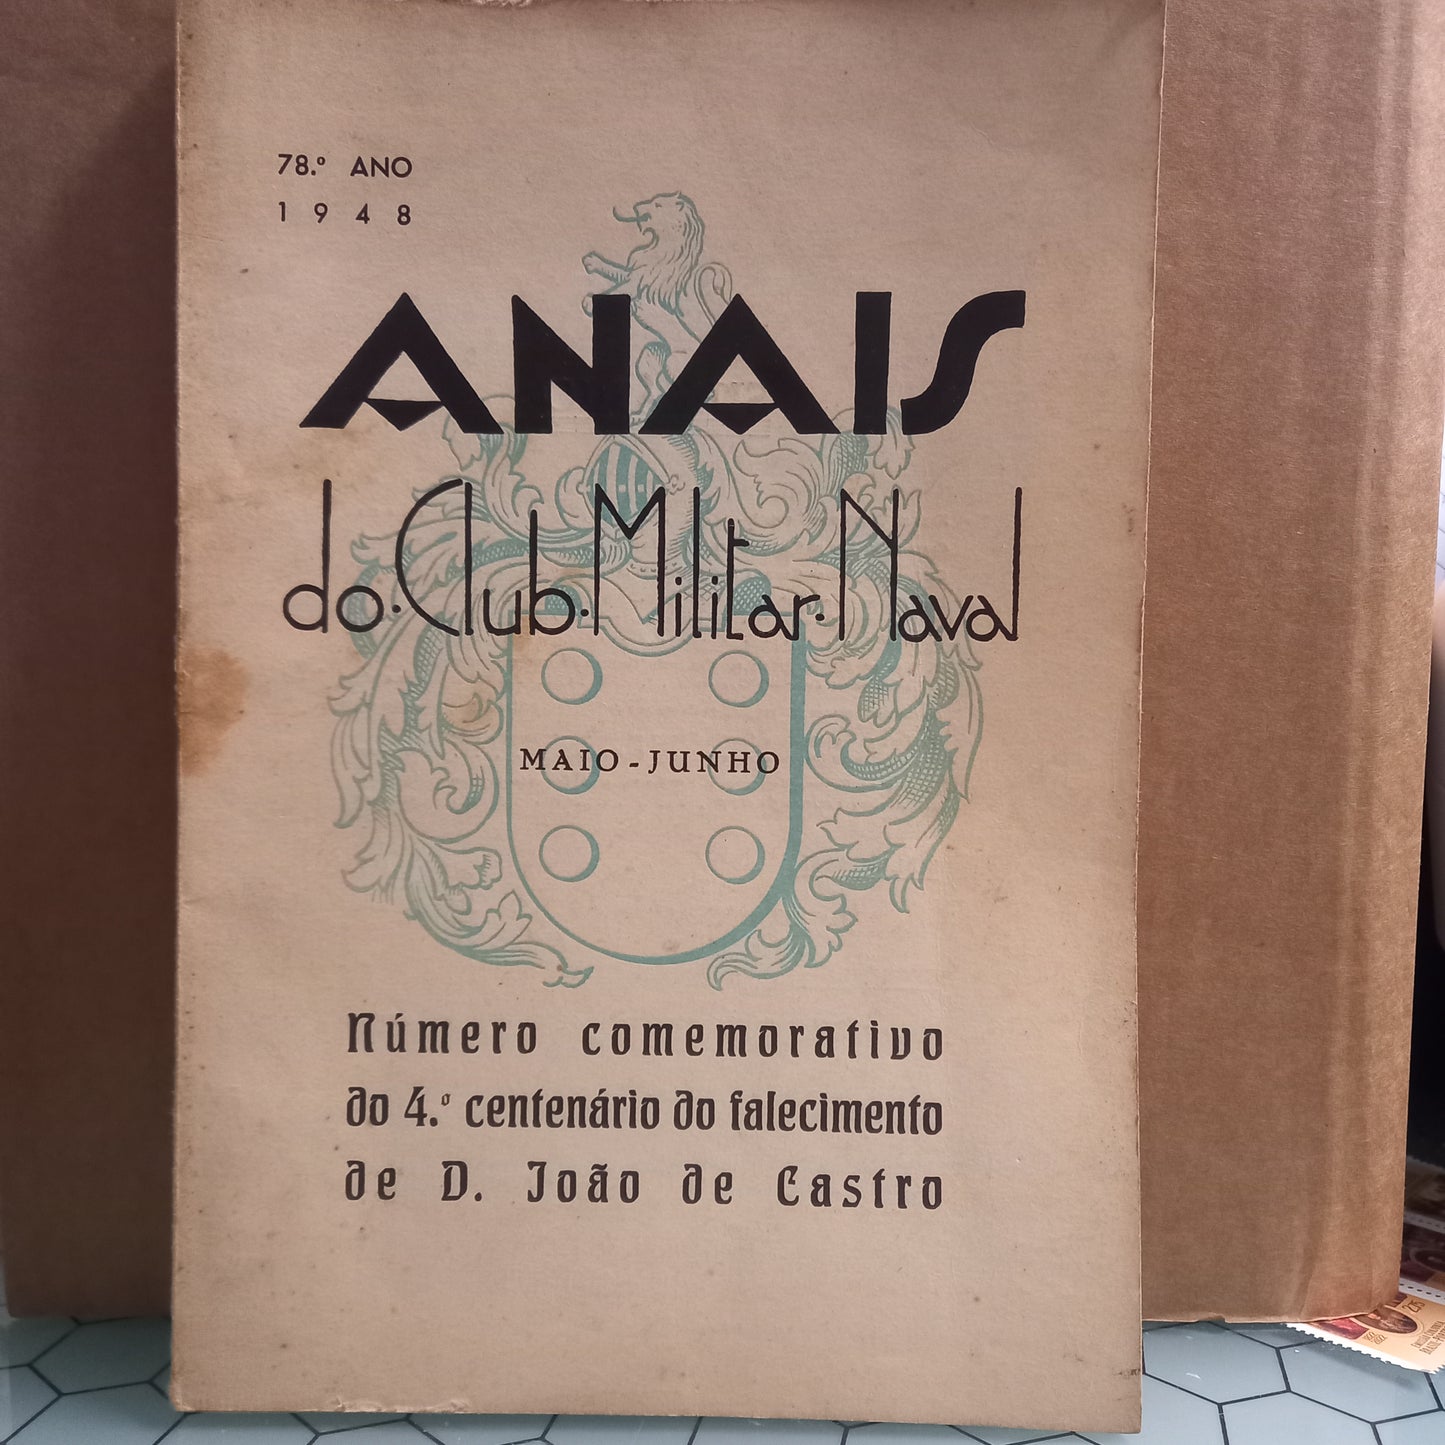 78.º ANO
1948
ANAIS
do·Club·Militar·Naval
MAIO-JUNHO
Número comemorativo
do 4.º centenário do falecimento
de D. João de Castro